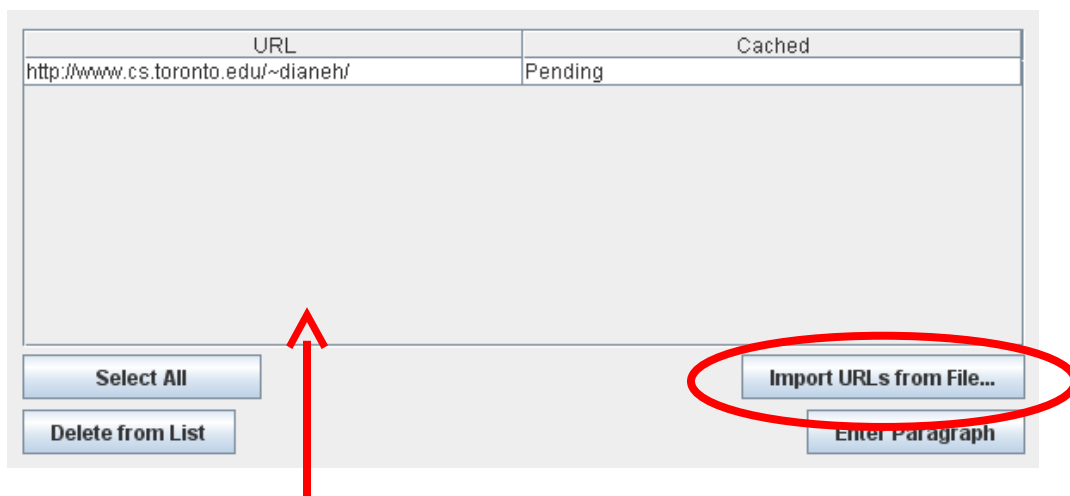 URL Cached
http://www.cs.toronto.edu/~dianeh/ Pending
Select All Import URLs from File...
Delete from List Enter Paragraph